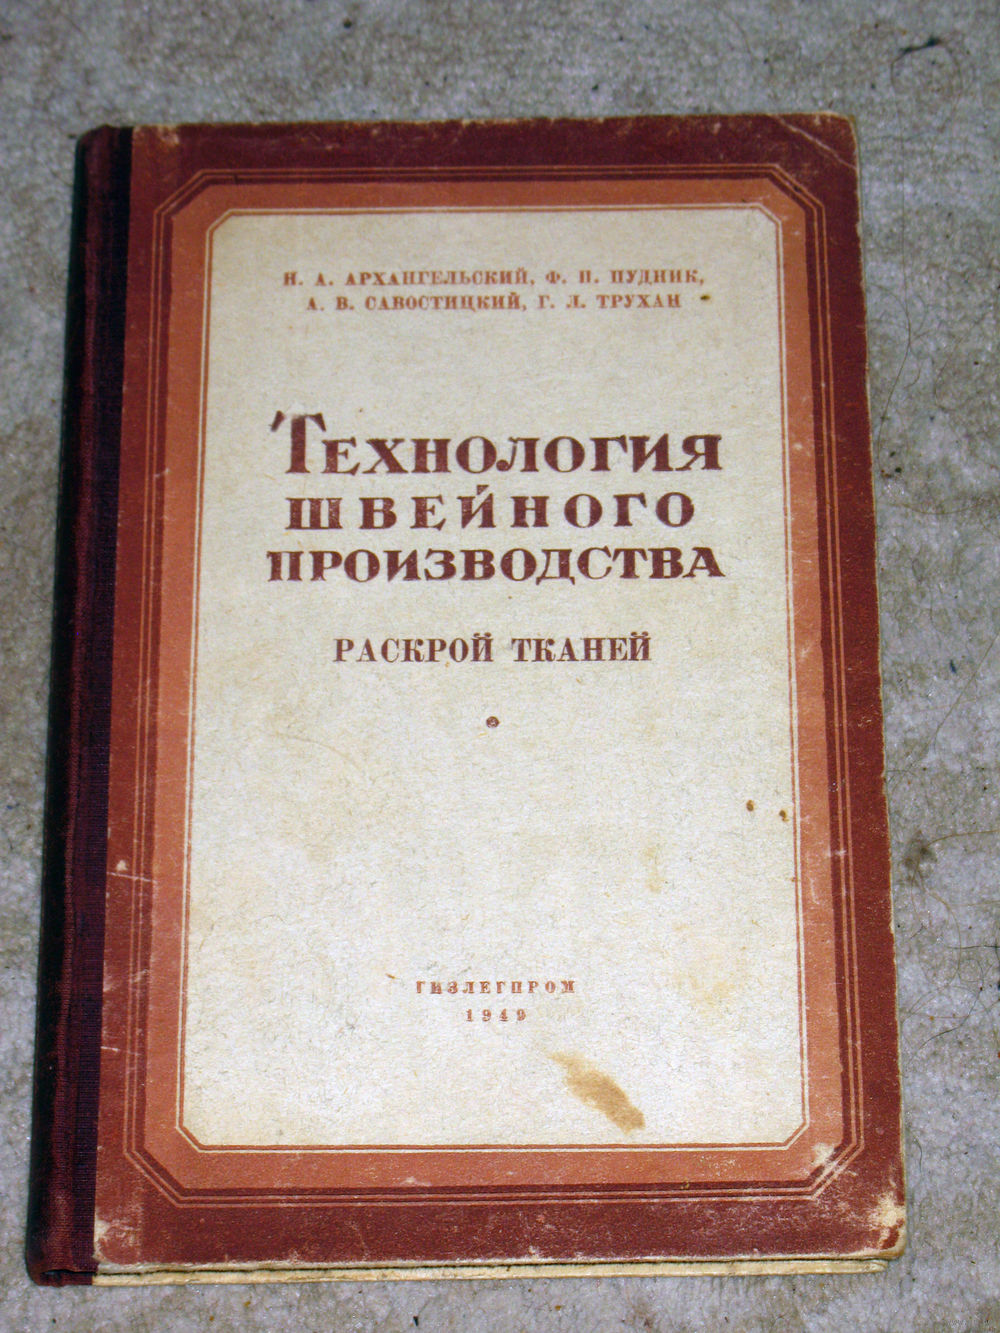 Н. А. АРХАНГЕЛЬСКИЙ, Ф. П. ПУДНИК,
А. В. САВОСТИЦКИЙ, Г. Л. ТРУХАН
ТЕХНОЛОГИЯ
ШВЕЙНОГО
ПРОИЗВОДСТВА
РАСКРОЙ ТКАНЕЙ
ГИЗЛЕГПРОМ
1949